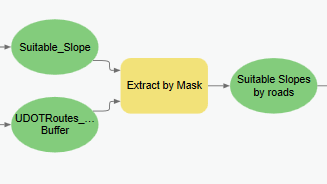 Suitable_Slope
Extract by Mask
Suitable Slopes
by roads
UDOTRoutes_...
Buffer